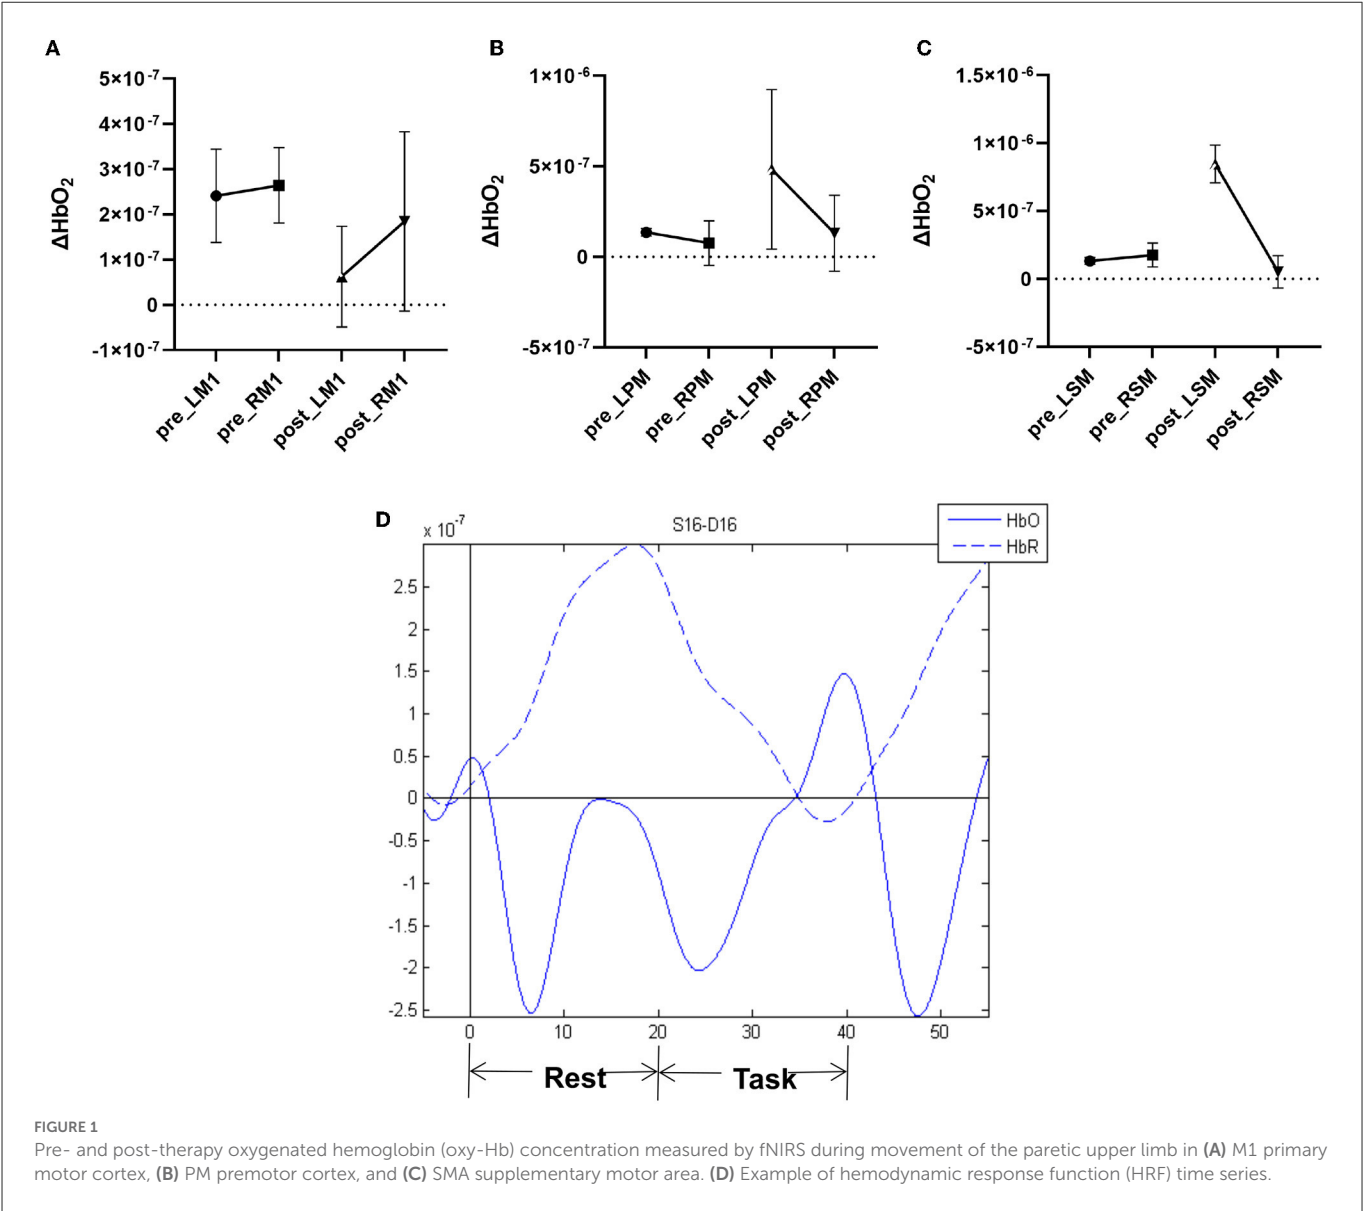 A
5×10-7
4×10-7
3×10-7
2×10-7
1×10-7
0
-1×10-7
ΔHbO2
pre_LM1
pre_RM1
post_LM1
post_RM1
B
1×10-6
5×10-7
0
-5×10-7
ΔHbO2
pre_LPM
pre_RPM
post_LPM
post_RPM
C
1.5×10-6
1×10-6
5×10-7
0
-5×10-7
ΔHbO2
pre_LSM
pre_RSM
post_LSM
post_RSM
D
x 10-7
S16-D16
HbO
HbR
2.5
2
1.5
1
0.5
0
-0.5
-1
-1.5
-2
-2.5
0 10 20 30 40 50
Rest Task
FIGURE 1
Pre- and post-therapy oxygenated hemoglobin (oxy-Hb) concentration measured by fNIRS during movement of the paretic upper limb in (A) M1 primary
motor cortex, (B) PM premotor cortex, and (C) SMA supplementary motor area. (D) Example of hemodynamic response function (HRF) time series.